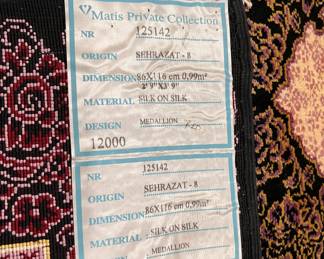 Matis Private Collection
NR 125142
ORIGIN SEHRAZAT - 8
DIMENSION 86X116 cm 0,99m²
2' 9"X3' 9"
MATERIAL SILK ON SILK
DESIGN MEDALLION
12000
NR 125142
ORIGIN SEHRAZAT - 8
DIMENSION 86X116 cm 0,99m²
MATERIAL SILK ON SILK
DESIGN MEDALLION